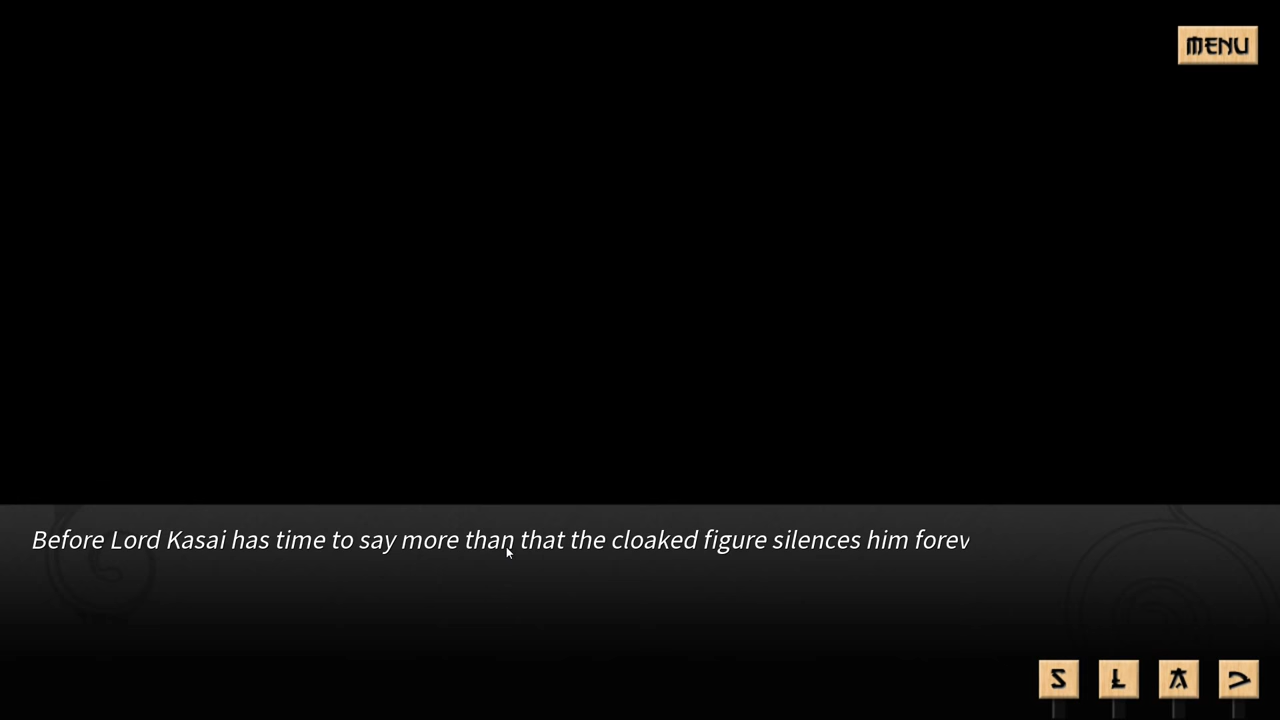 MENU
Before Lord Kasai has time to say more than that the cloaked figure silences him forev
S L A >